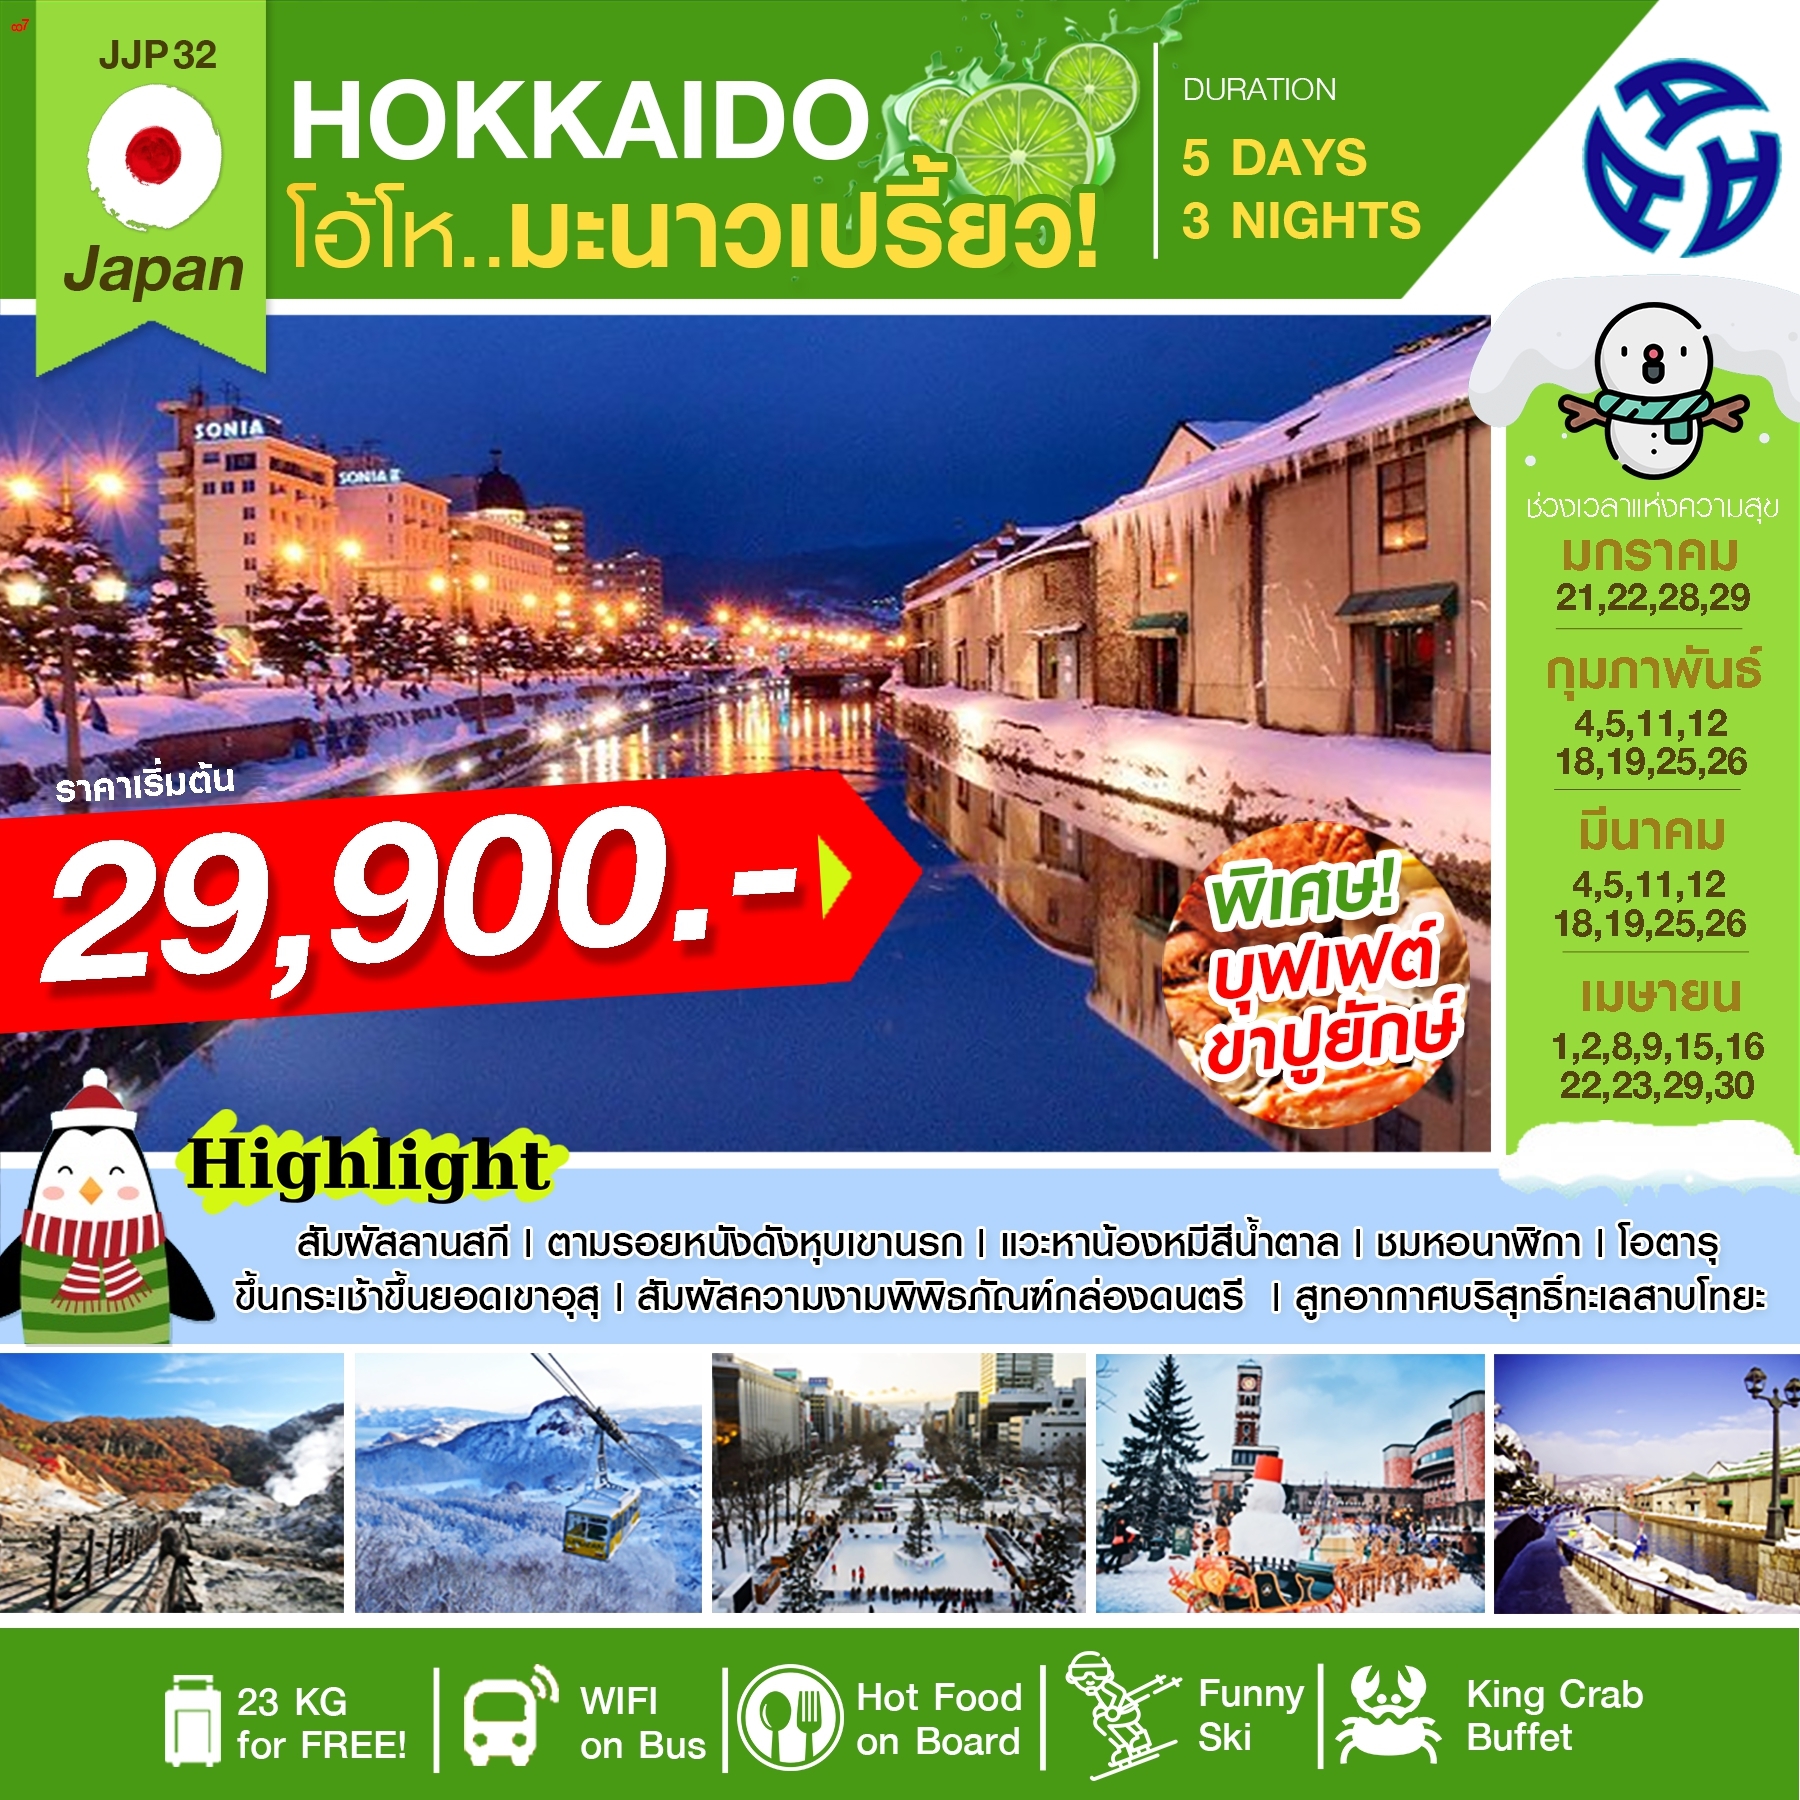 887
JJP32
Japan
HOKKAIDO
โอ้โห..มะนาวเปรี้ยว!
DURATION
5 DAYS
3 NIGHTS
AAAA
SONIA
SONIA II
ช่วงเวลาแห่งความสุข
มกราคม
21,22,28,29
กุมภาพันธ์
4,5,11,12
18,19,25,26
มีนาคม
4,5,11,12
18,19,25,26
เมษายน
1,2,8,9,15,16
22,23,29,30
ราคาเริ่มต้น
29,900.-
พิเศษ!
บุฟเฟต์
ขาปูยักษ์
Highlight
สัมผัสลานสกี | ตามรอยหนังดังหุบเขานรก | แวะหาน้องหมีสีน้ำตาล | ชมหอนาฬิกา | โอตารุ
ขึ้นกระเช้าขึ้นยอดเขาอุสุ | สัมผัสความงามพิพิธภัณฑ์กล่องดนตรี | สูทอากาศบริสุทธิ์ทะเลสาบโทยะ
23 KG
for FREE!
WIFI
on Bus
Hot Food
on Board
Funny
Ski
King Crab
Buffet